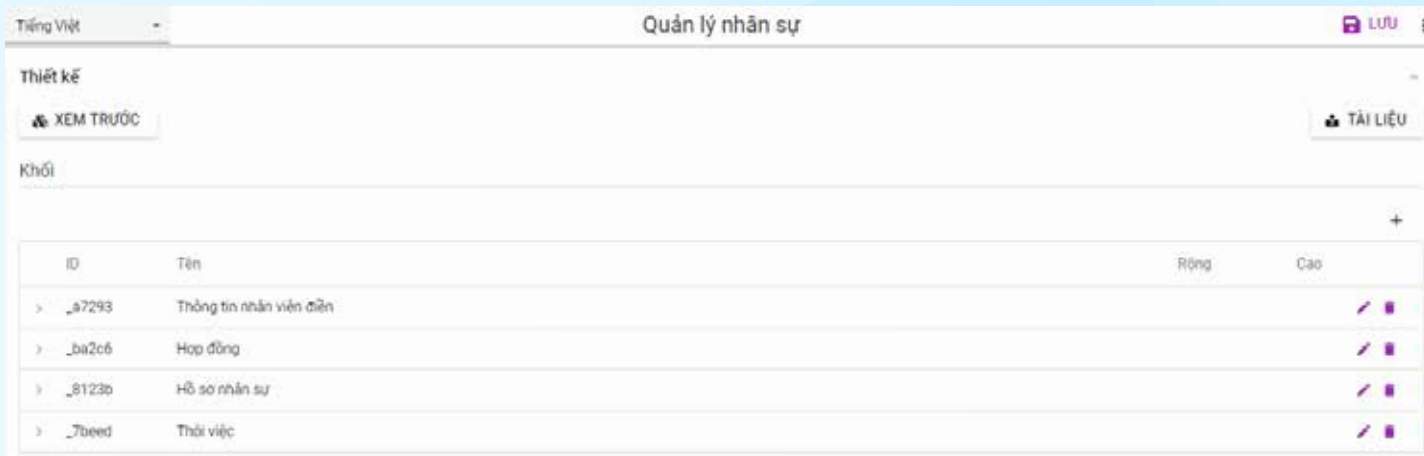 Tiếng Việt Quản lý nhân sự LƯU
Thiết kế
XEM TRƯỚC TÀI LIỆU
Khối
+
ID Tên Rộng Cao
_a7293 Thông tin nhân viên điền
_ba2c6 Hợp đồng
_8123b Hồ sơ nhân sự
_7beed Thôi việc